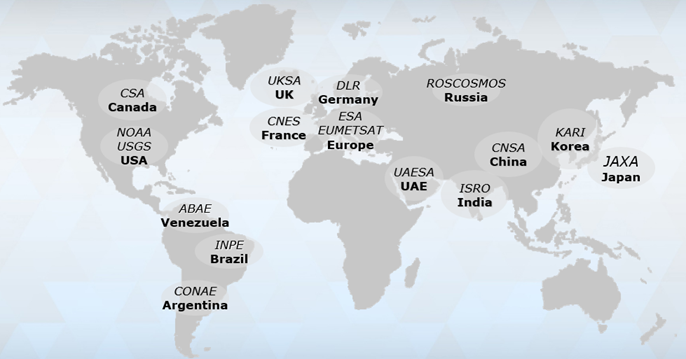 CSA
Canada
NOAA
USGS
USA
UKSA
UK
CNES
France
DLR
Germany
ESA
EUMETSAT
Europe
ROSCOSMOS
Russia
UAESA
UAE
ISRO
India
CNSA
China
KARI
Korea
JAXA
Japan
ABAE
Venezuela
INPE
Brazil
CONAE
Argentina